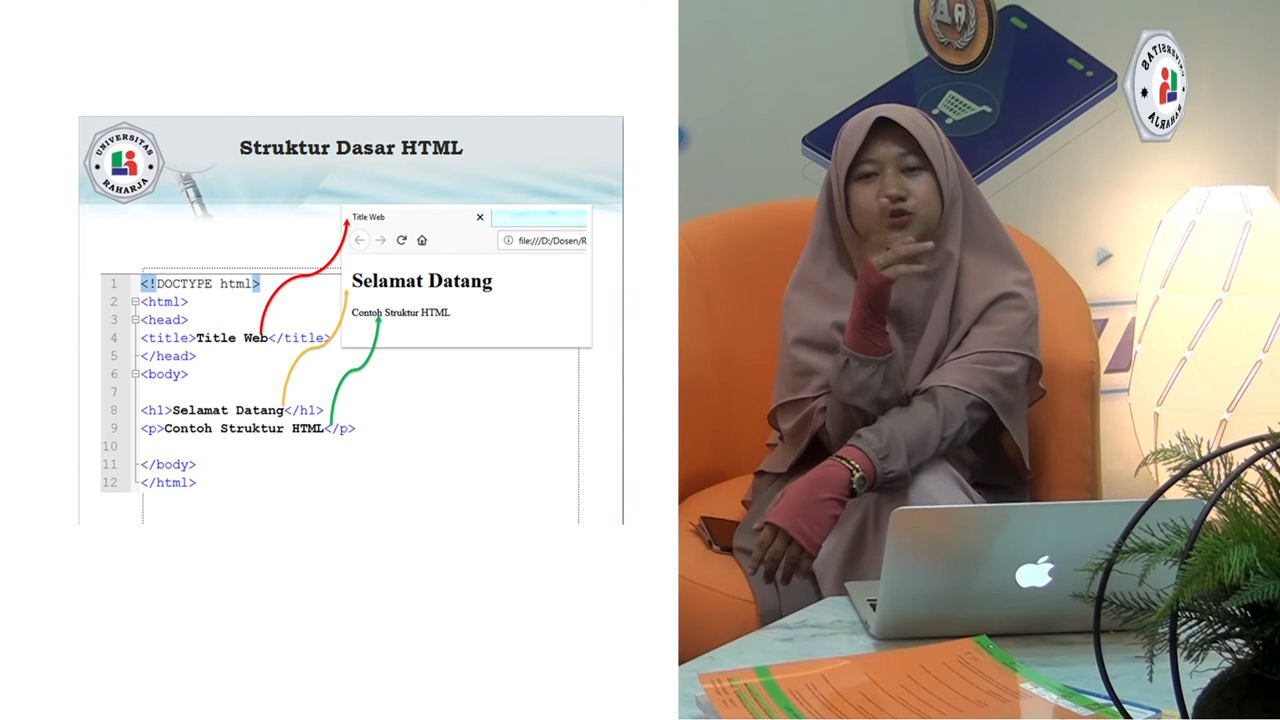 UNIVERSITAS
RAHARJA
Struktur Dasar HTML
Title Web
file:///D:/Dosen/R
Selamat Datang
Contoh Struktur HTML
1 <!DOCTYPE html>
2 <html>
3 <head>
4 <title>Title Web</title>
5 </head>
6 <body>
7
8 <h1>Selamat Datang</h1>
9 <p>Contoh Struktur HTML</p>
10
11 </body>
12 </html>
UNIVERSITAS
RAHARJA